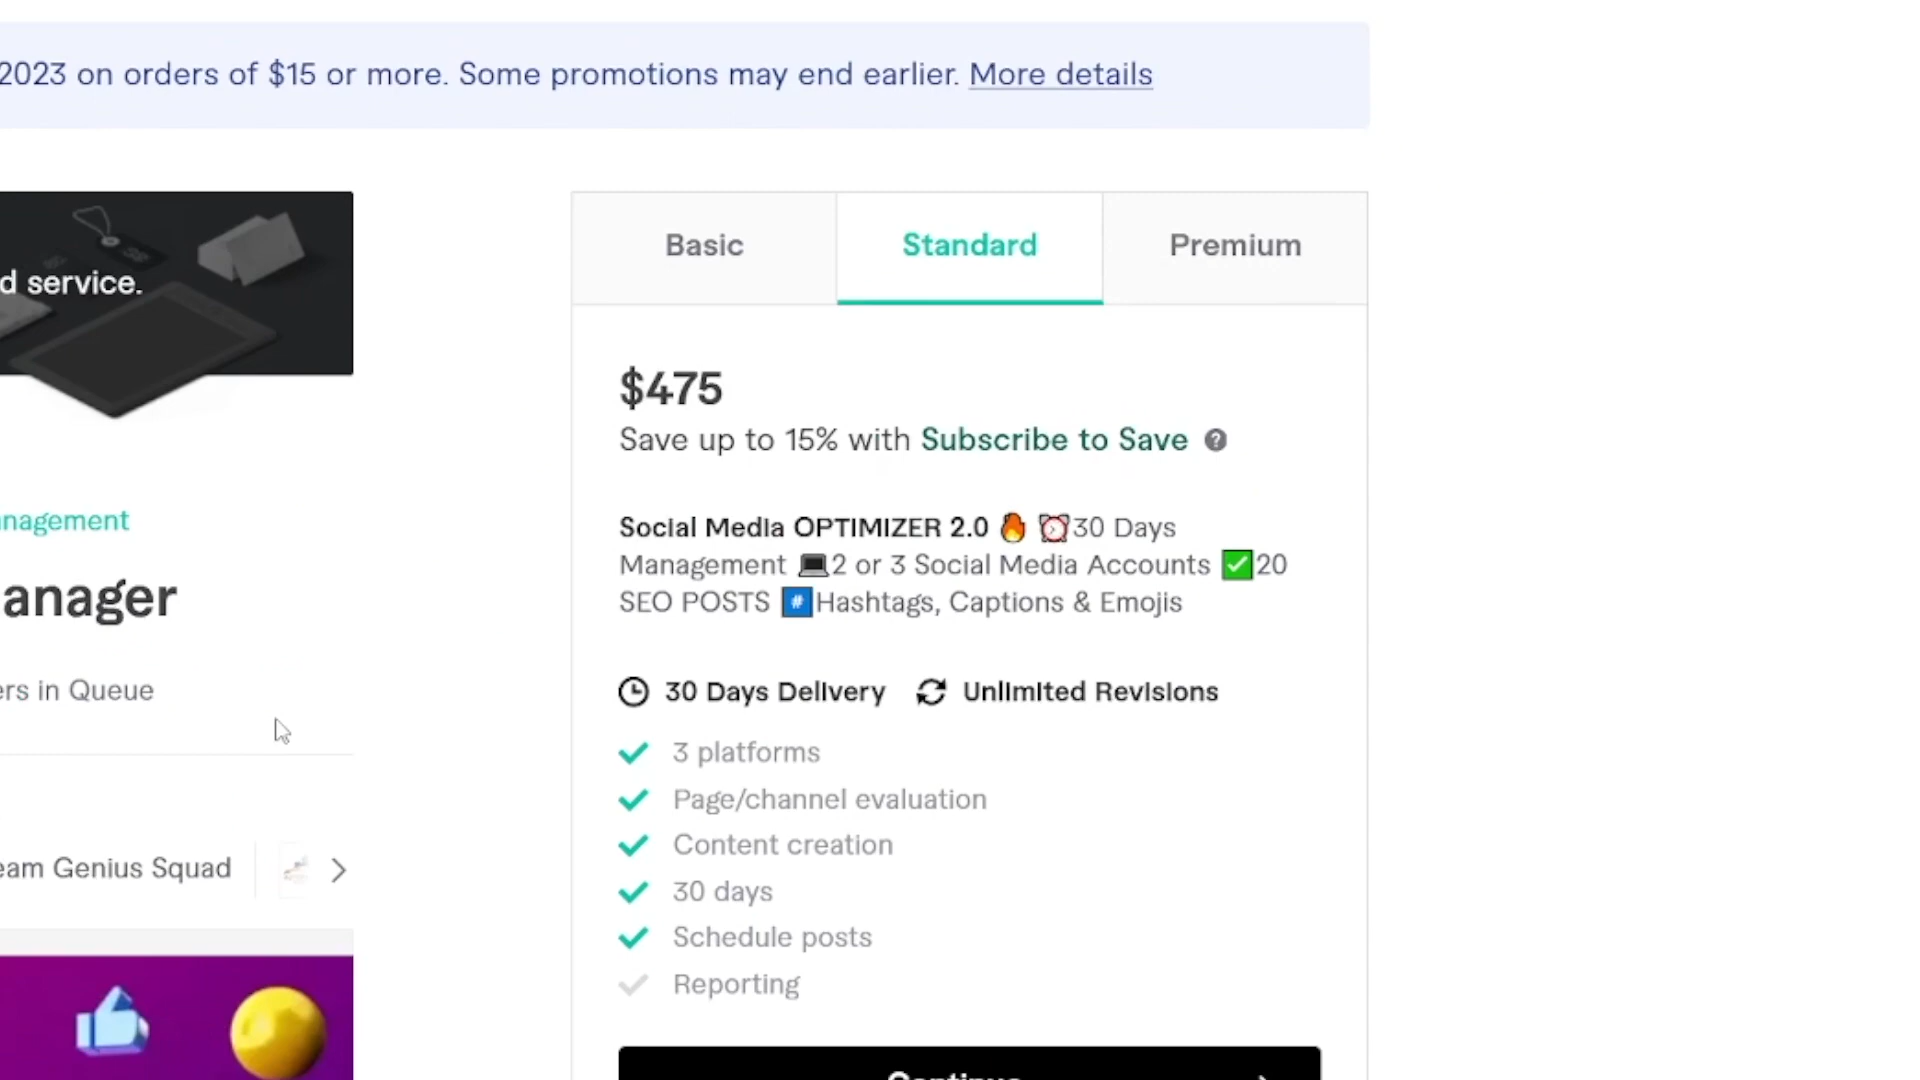 2023 on orders of $15 or more. Some promotions may end earlier. More details
d service.
Basic
Standard
Premium
$475
Save up to 15% with Subscribe to Save
Social Media OPTIMIZER 2.0 🔥 ⏰30 Days
Management 💻2 or 3 Social Media Accounts ✅20
SEO POSTS #️⃣Hashtags, Captions & Emojis
30 Days Delivery
Unlimited Revisions
3 platforms
Page/channel evaluation
Content creation
30 days
Schedule posts
Reporting
Continue
nagement
anager
ers in Queue
eam Genius Squad